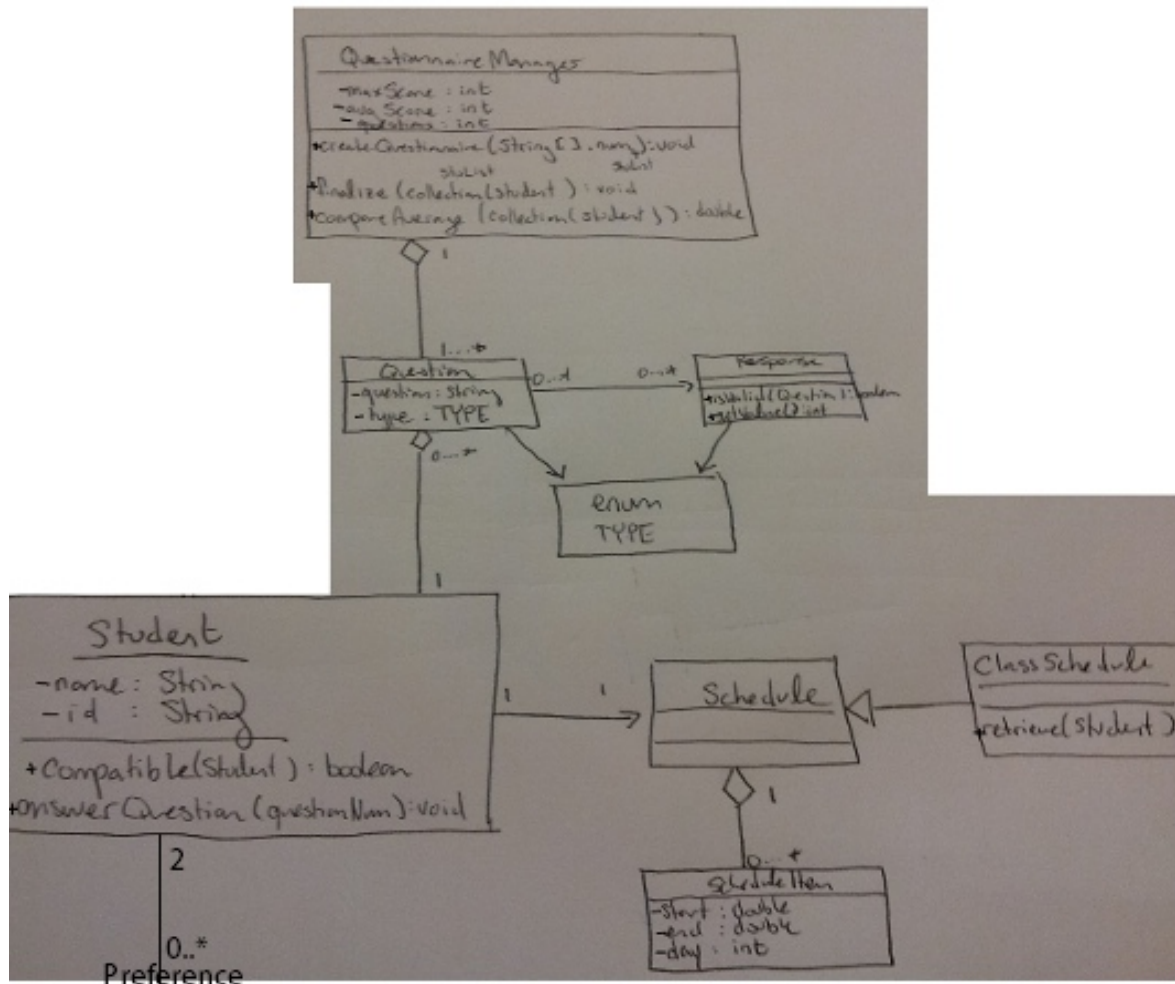 QuestionnaireManager
-maxScore : int
-avgScore : int
-questions : int
+createQuestionnaire(String[], num):void
stuList
stuList
+finalize (collection(student) : void
+compareAverage (collection(student)) : double
1
1...*
Question
-question: String
-type : TYPE
0...*
0...*
Response
+isValid(Question):boolean
+getValue():int
0...*
enum
TYPE
1
Student
-name: String
-id : String
+Compatible(Student): boolean
+answerQuestion(questionNum):void
1
1
Schedule
ClassSchedule
+retrieve(Student)
1
0...*
ScheduleItem
-start : double
-end : double
-day : int
2
0..*
Preference